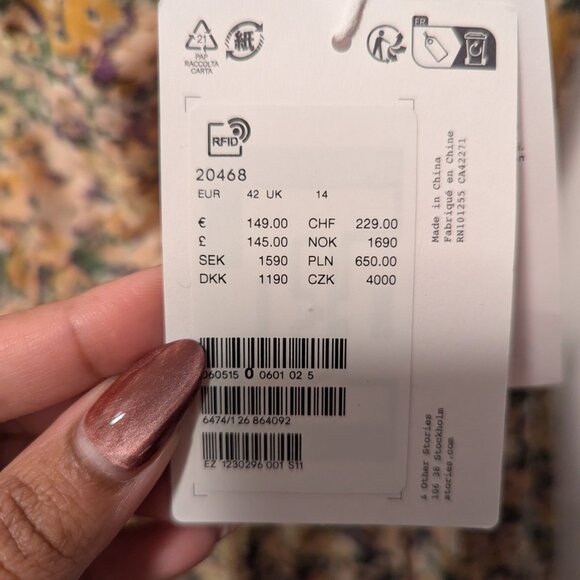 21
PAP
RACCOLTA
CARTA
紙
FR
RFID
20468
EUR 42 UK 14
€ 149.00 CHF 229.00
£ 145.00 NOK 1690
SEK 1590 PLN 650.00
DKK 1190 CZK 4000
060515 0 0601 02 5
6474/1 26 864092
EZ 1230296 001 S11
Made in China
Fabriqué en Chine
RN101255 CA42271
& Other Stories
106 38 Stockholm
stories.com